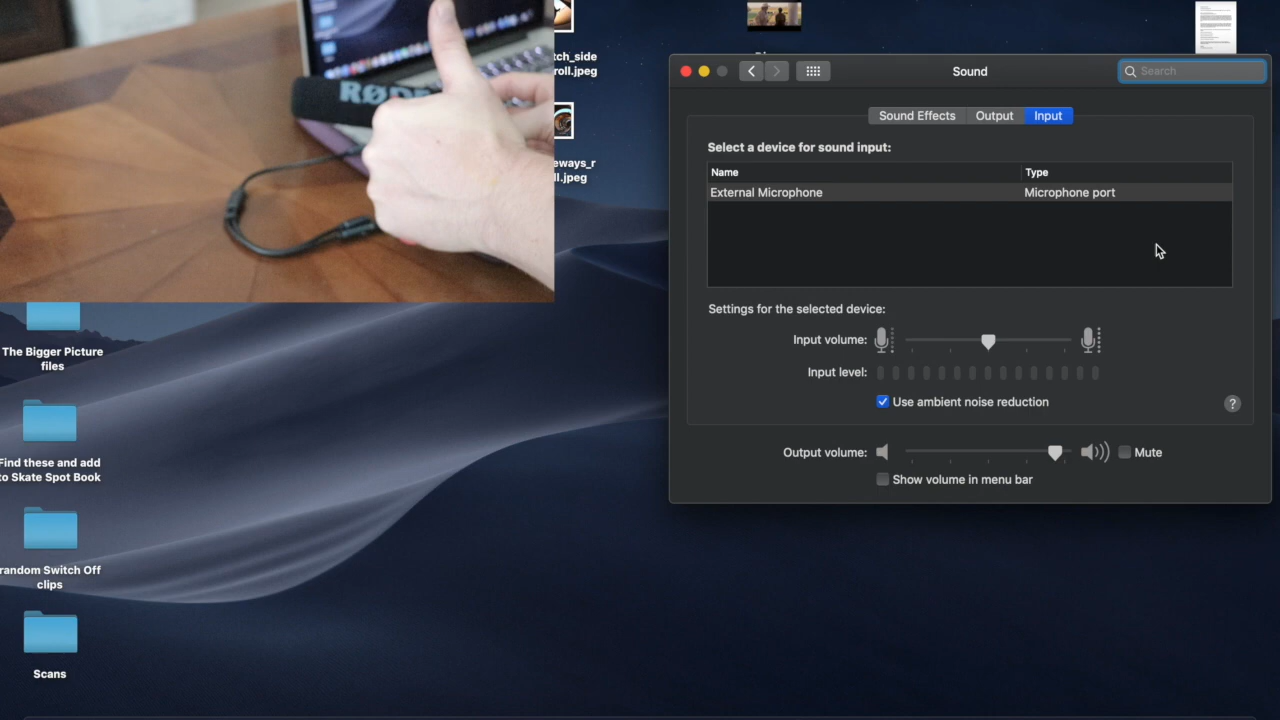 RØDE
tch_side
roll.jpeg
eways_r
ll.jpeg
The Bigger Picture
files
Find these and add
to Skate Spot Book
random Switch Off
clips
Scans
Sound
Search
Sound Effects
Output
Input
Select a device for sound input:
Name
Type
External Microphone
Microphone port
Settings for the selected device:
Input volume:
Input level:
Use ambient noise reduction
?
Output volume:
Mute
Show volume in menu bar